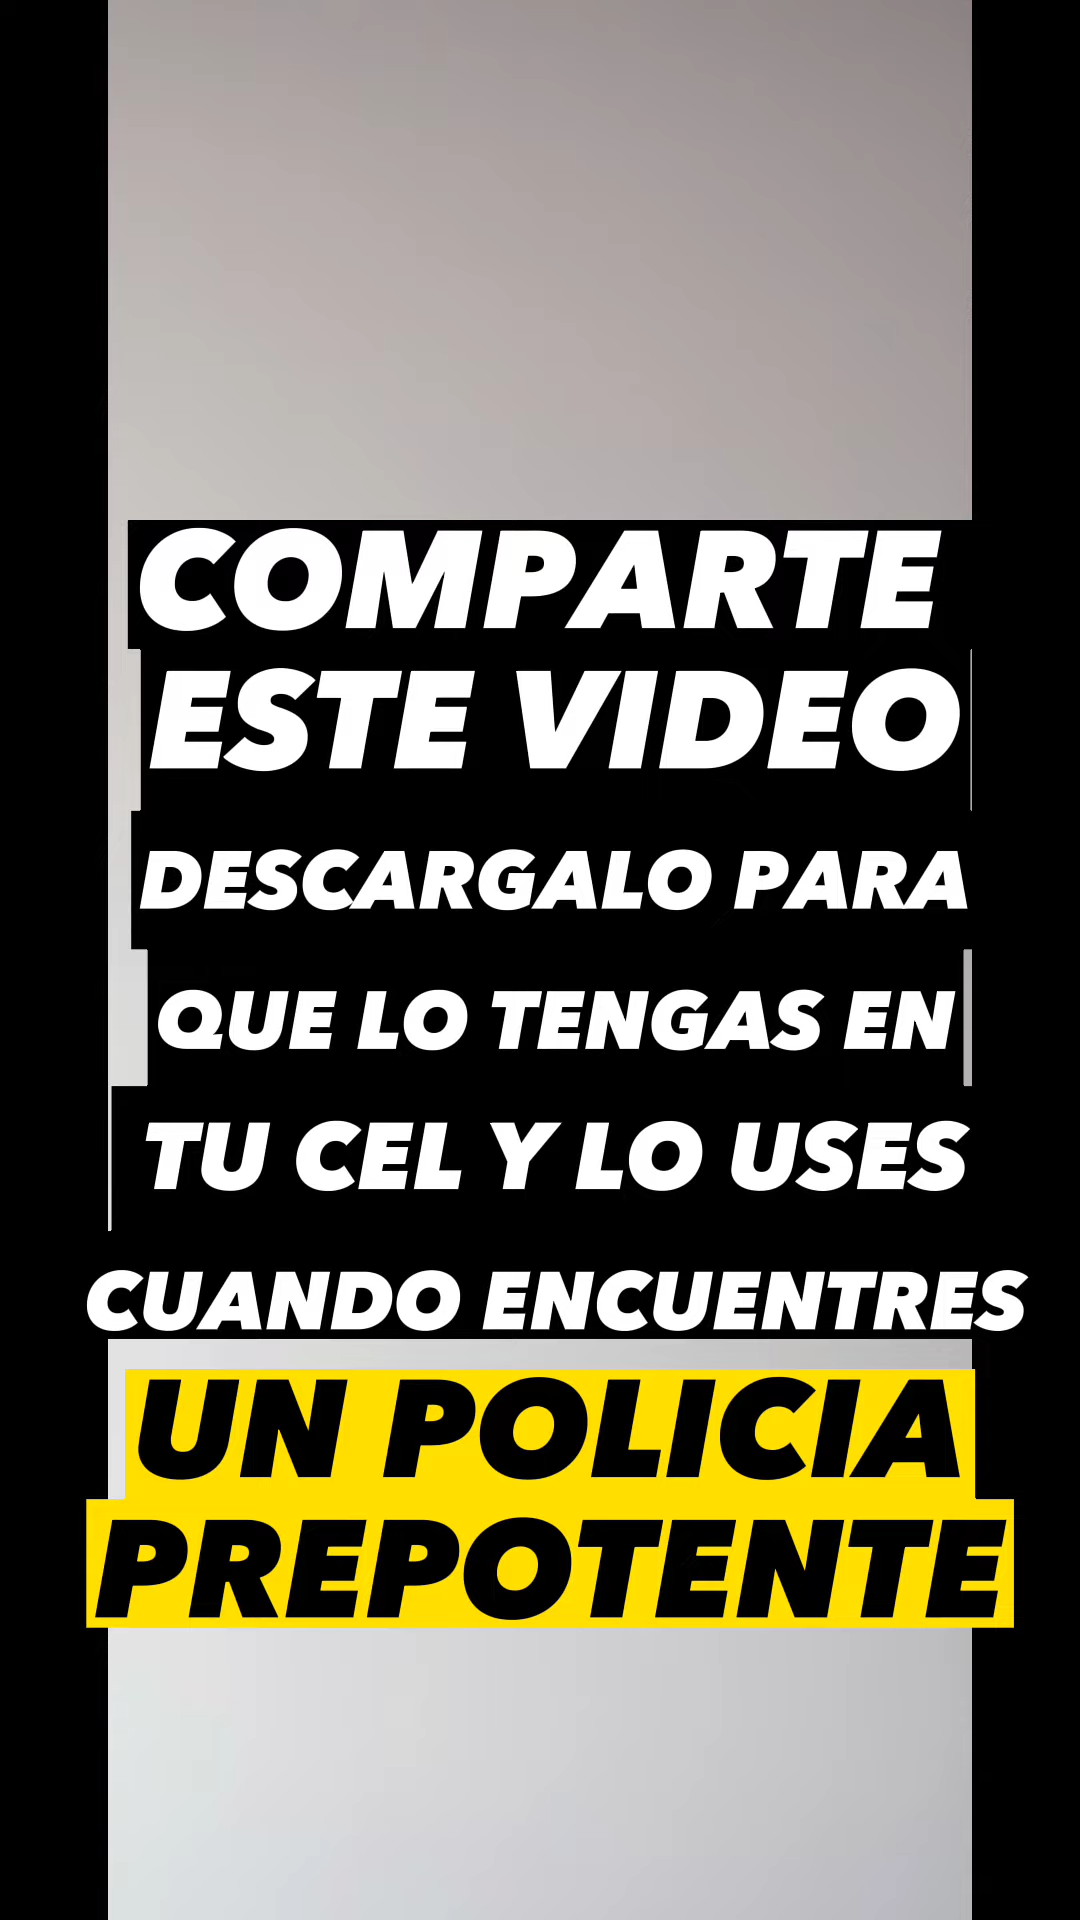 COMPARTE
ESTE VIDEO
DESCARGALO PARA
QUE LO TENGAS EN
TU CEL Y LO USES
CUANDO ENCUENTRES
UN POLICIA
PREPOTENTE